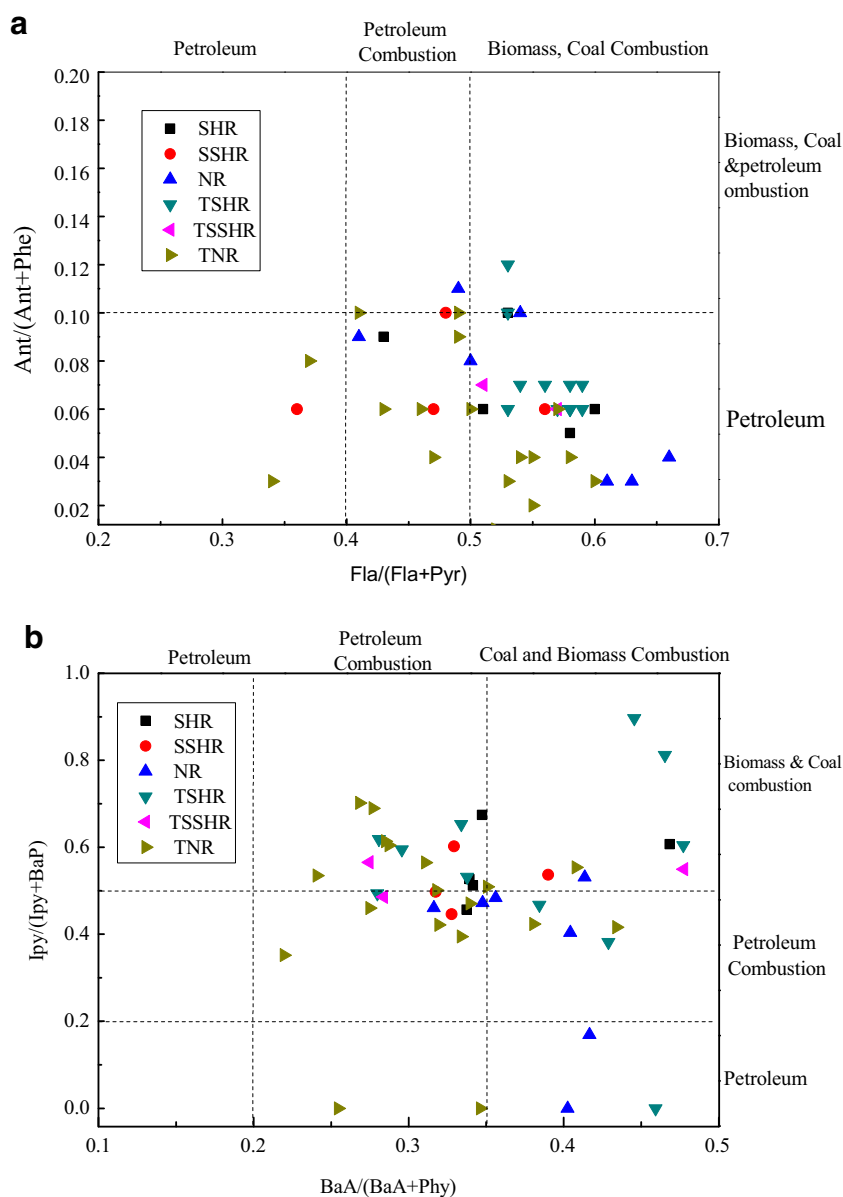 a
Petroleum
Petroleum
Combustion
Biomass, Coal Combustion
0.20
0.18
0.16
0.14
0.12
0.10
0.08
0.06
0.04
0.02
Ant/(Ant+Phe)
SHR
SSHR
NR
TSHR
TSSHR
TNR
Biomass, Coal
&petroleum
ombustion
Petroleum
0.2
0.3
0.4
0.5
0.6
0.7
Fla/(Fla+Pyr)
b
Petroleum
Petroleum
Combustion
Coal and Biomass Combustion
1.0
0.8
0.6
0.4
0.2
0.0
Ipy/(Ipy+BaP)
SHR
SSHR
NR
TSHR
TSSHR
TNR
Biomass & Coal
combustion
Petroleum
Combustion
Petroleum
0.1
0.2
0.3
0.4
0.5
BaA/(BaA+Phy)